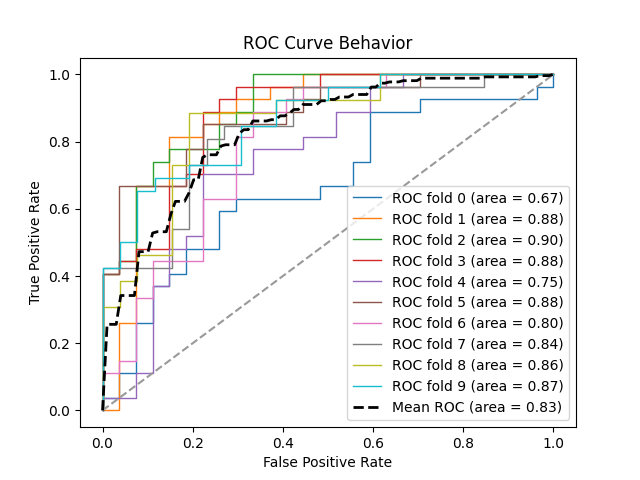 ROC Curve Behavior
True Positive Rate
1.0
0.8
0.6
0.4
0.2
0.0
ROC fold 0 (area = 0.67)
ROC fold 1 (area = 0.88)
ROC fold 2 (area = 0.90)
ROC fold 3 (area = 0.88)
ROC fold 4 (area = 0.75)
ROC fold 5 (area = 0.88)
ROC fold 6 (area = 0.80)
ROC fold 7 (area = 0.84)
ROC fold 8 (area = 0.86)
ROC fold 9 (area = 0.87)
Mean ROC (area = 0.83)
0.0 0.2 0.4 0.6 0.8 1.0
False Positive Rate